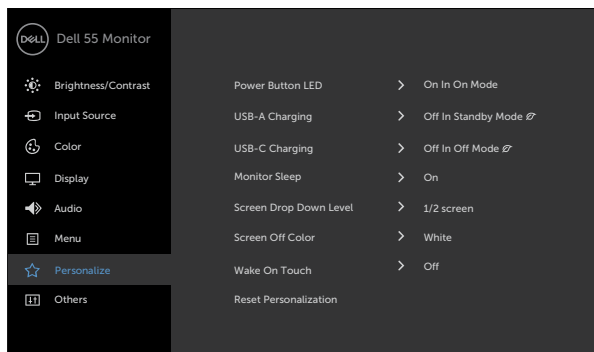 DELL Dell 55 Monitor
Brightness/Contrast
Input Source
Color
Display
Audio
Menu
Personalize
Others
Power Button LED > On In On Mode
USB-A Charging > Off In Standby Mode
USB-C Charging > Off In Off Mode
Monitor Sleep > On
Screen Drop Down Level > 1/2 screen
Screen Off Color > White
Wake On Touch > Off
Reset Personalization